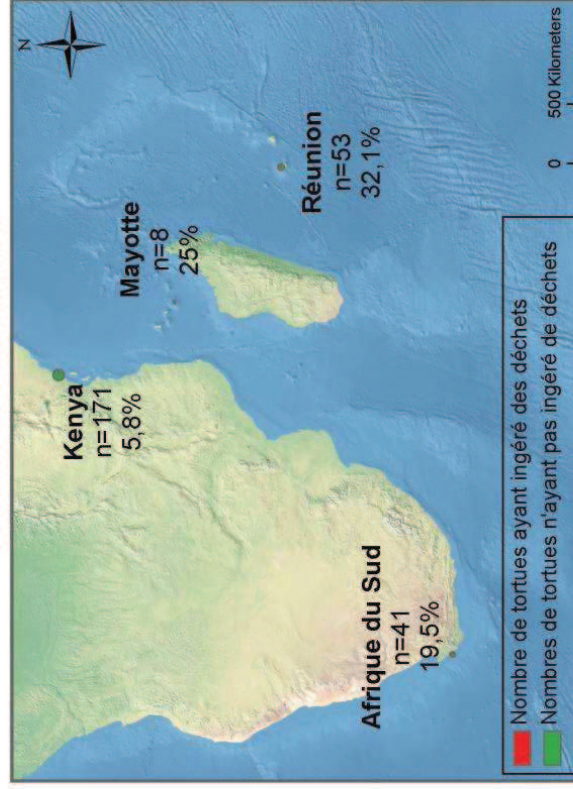 N
Kenya
n=171
5,8%
Mayotte
n=8
25%
Réunion
n=53
32,1%
Afrique du Sud
n=41
19,5%
Nombre de tortues ayant ingéré des déchets
Nombres de tortues n'ayant pas ingéré de déchets
0 500 Kilometers